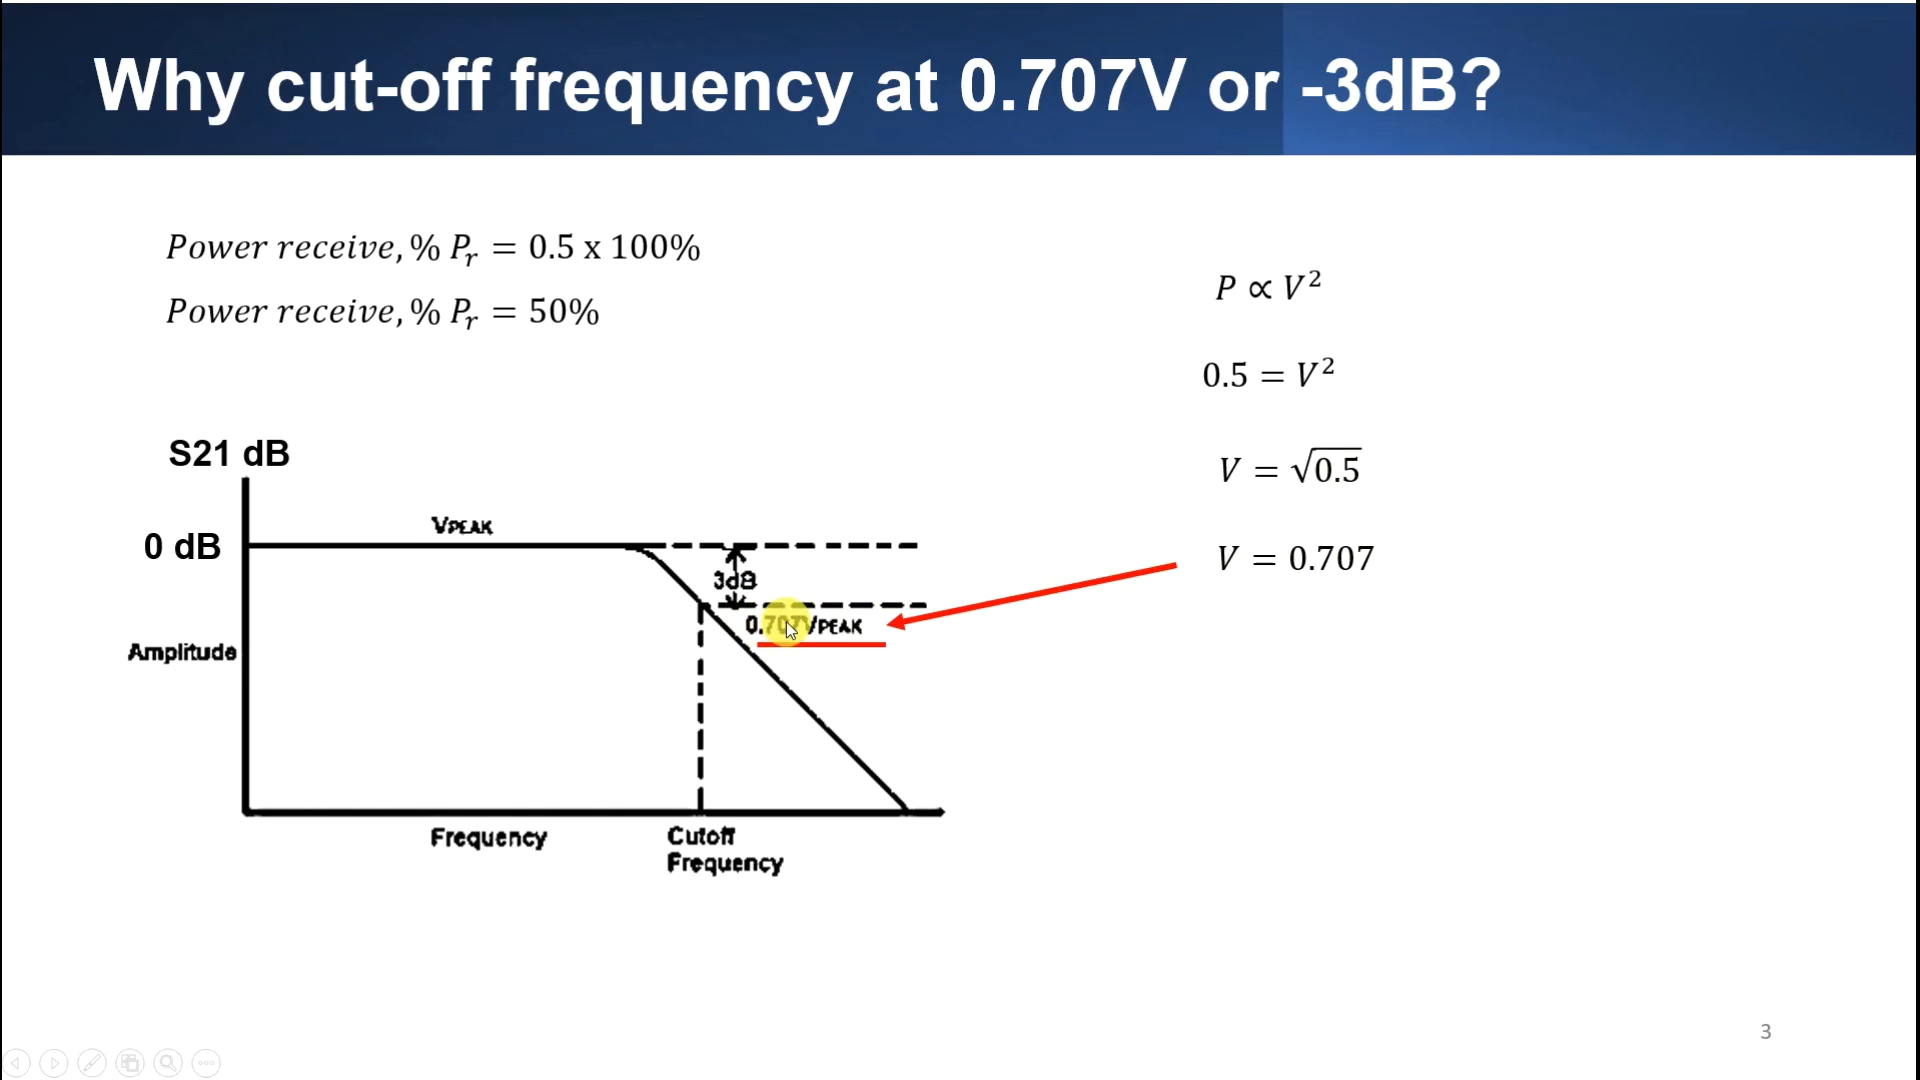 Why cut-off frequency at 0.707V or -3dB?
Power receive, % Pᵣ = 0.5 x 100%
Power receive, % Pᵣ = 50%
P ∝ V²
0.5 = V²
V = √0.5
V = 0.707
S21 dB
VPEAK
0 dB
3dB
0.707VPEAK
Amplitude
Frequency
Cutoff
Frequency
3